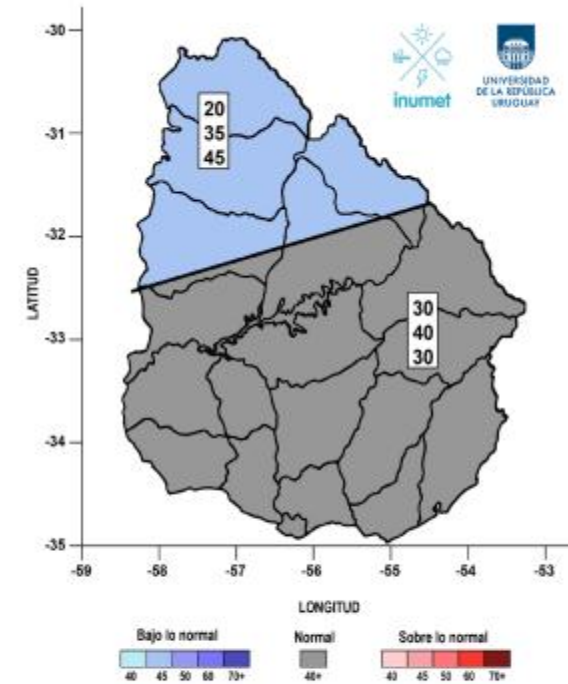 inumet
UNIVERSIDAD
DE LA REPÚBLICA
URUGUAY
-30
-31
-32
-33
-34
-35
LATITUD
20
35
45
30
40
30
-59
-58
-57
-56
-55
-54
-53
LONGITUD
Bajo lo normal
Normal
Sobre lo normal
40 45 50 60 70+
40+
40 45 50 60 70+